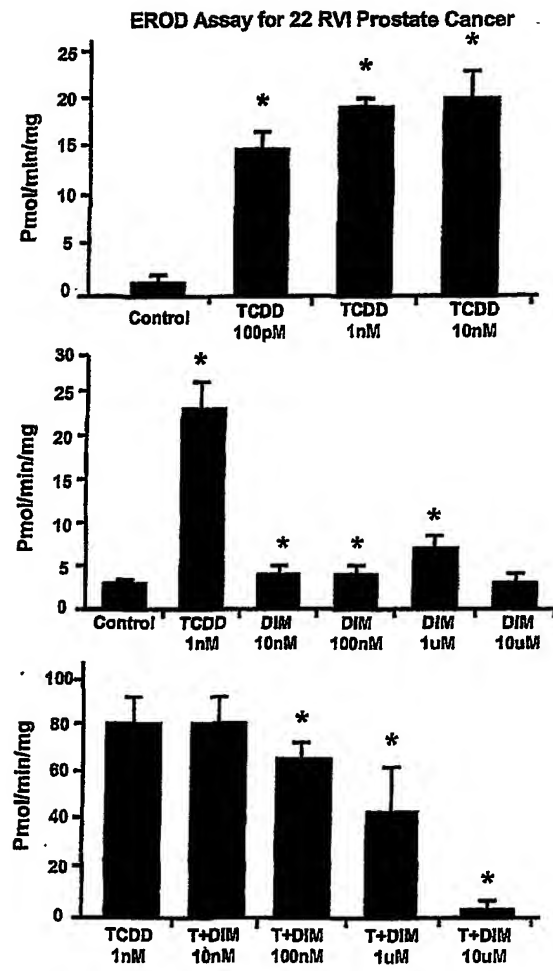 EROD Assay for 22 RVI Prostate Cancer
Pmol/min/mg
25
20
15
10
5
0
*
*
*
Control
TCDD 100pM
TCDD 1nM
TCDD 10nM
Pmol/min/mg
30
25
20
15
10
5
0
*
*
*
*
Control
TCDD 1nM
DIM 10nM
DIM 100nM
DIM 1uM
DIM 10uM
Pmol/min/mg
100
80
60
40
20
0
*
*
*
TCDD 1nM
T+DIM 10nM
T+DIM 100nM
T+DIM 1uM
T+DIM 10uM